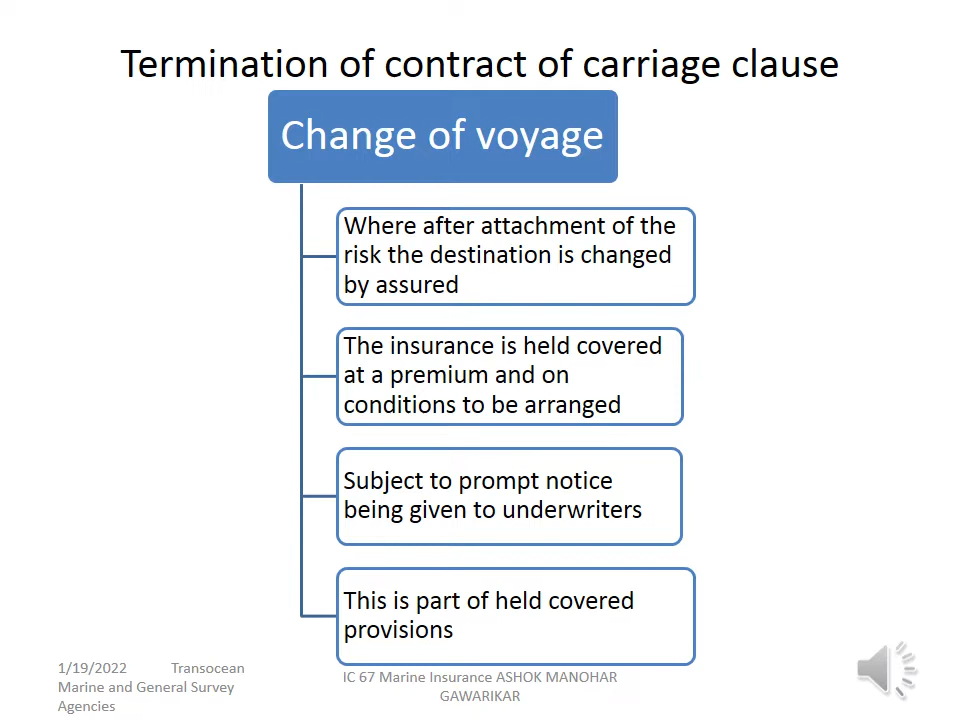 Termination of contract of carriage clause
Change of voyage
Where after attachment of the
risk the destination is changed
by assured
The insurance is held covered
at a premium and on
conditions to be arranged
Subject to prompt notice
being given to underwriters
This is part of held covered
provisions
1/19/2022 Transocean
Marine and General Survey
Agencies
IC 67 Marine Insurance ASHOK MANOHAR
GAWARIKAR